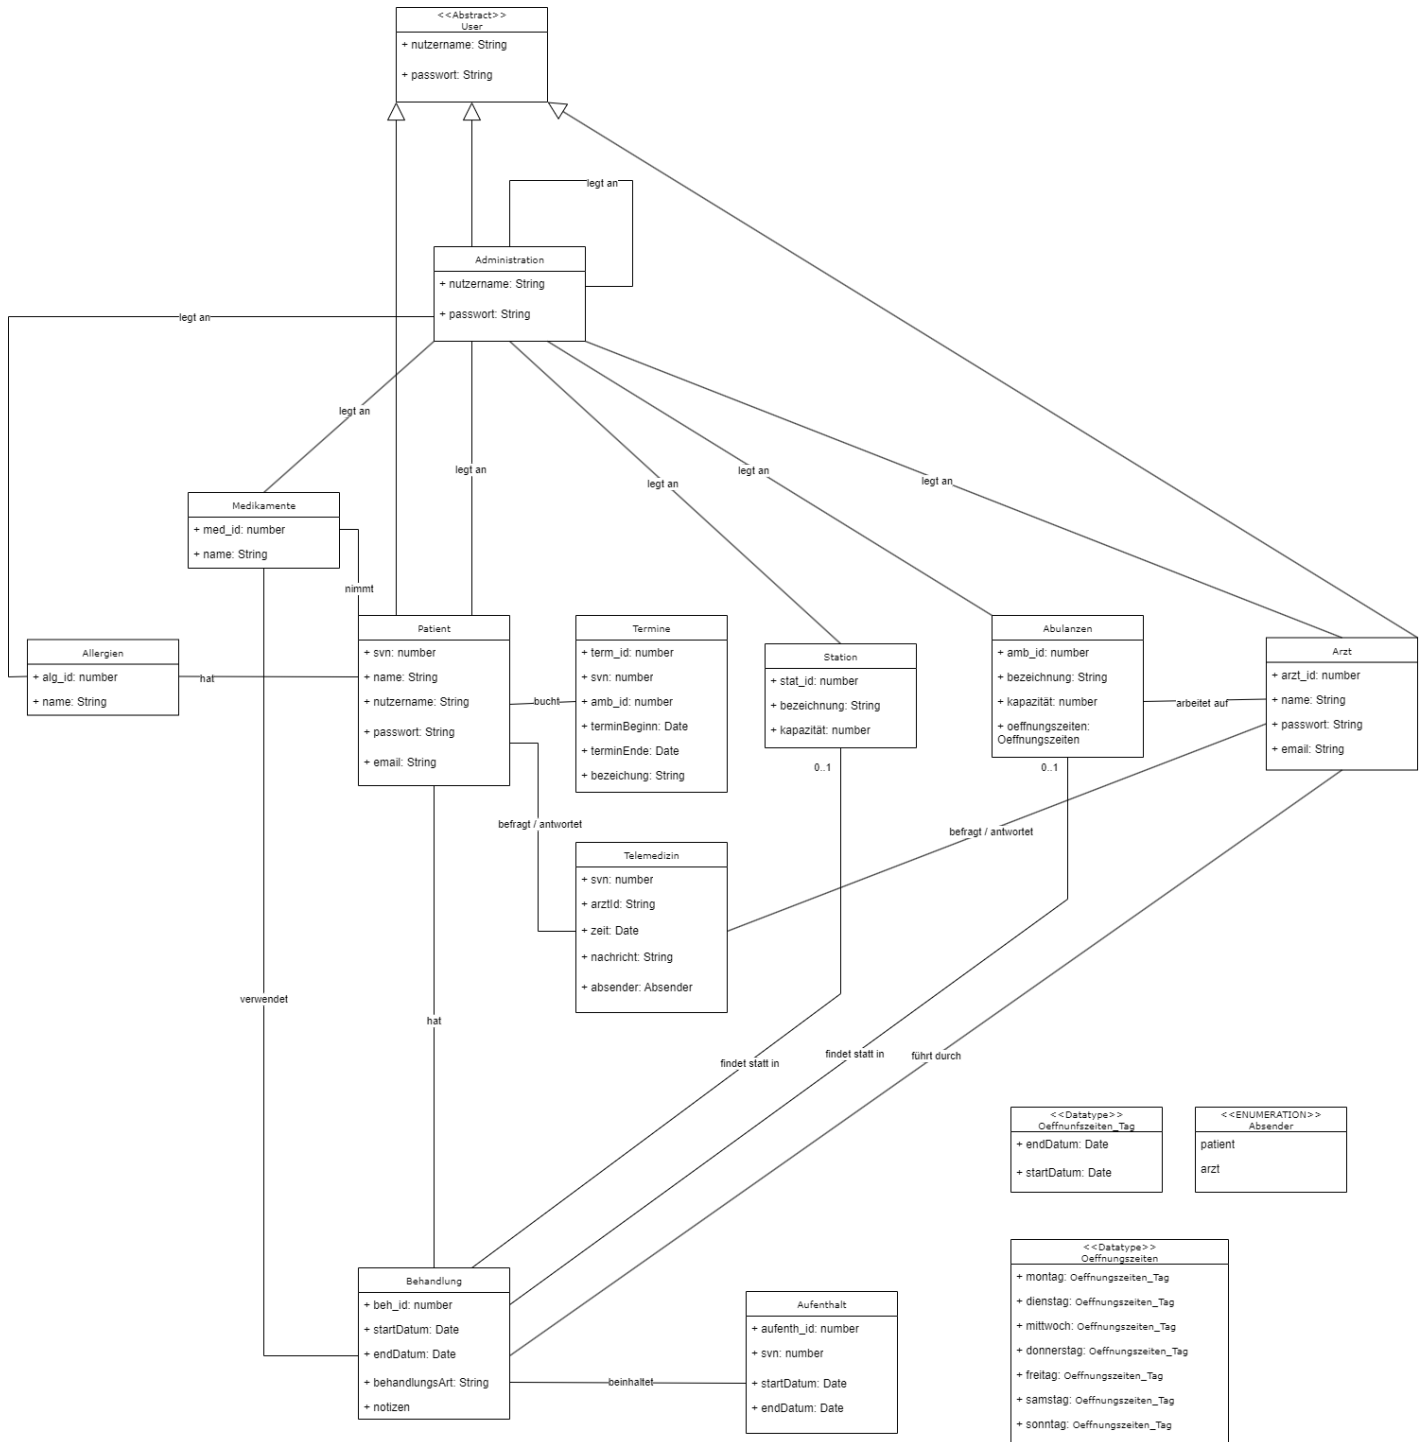 <<Abstract>>
User
+ nutzername: String
+ passwort: String
legt an
Administration
+ nutzername: String
+ passwort: String
legt an
legt an
legt an
legt an
legt an
legt an
Medikamente
+ med_id: number
+ name: String
nimmt
Allergien
+ alg_id: number
+ name: String
hat
Patient
+ svn: number
+ name: String
+ nutzername: String
+ passwort: String
+ email: String
bucht
Termine
+ term_id: number
+ svn: number
+ amb_id: number
+ terminBeginn: Date
+ terminEnde: Date
+ bezeichung: String
Station
+ stat_id: number
+ bezeichnung: String
+ kapazität: number
0..1
Abulanzen
+ amb_id: number
+ bezeichnung: String
+ kapazität: number
+ oeffnungszeiten:
Oeffnungszeiten
0..1
arbeitet auf
Arzt
+ arzt_id: number
+ name: String
+ passwort: String
+ email: String
befragt / antwortet
befragt / antwortet
Telemedizin
+ svn: number
+ arztId: String
+ zeit: Date
+ nachricht: String
+ absender: Absender
verwendet
hat
findet statt in
findet statt in
führt durch
<<Datatype>>
Oeffnunfszeiten_Tag
+ endDatum: Date
+ startDatum: Date
<<ENUMERATION>>
Absender
patient
arzt
Behandlung
+ beh_id: number
+ startDatum: Date
+ endDatum: Date
+ behandlungsArt: String
+ notizen
beinhaltet
Aufenthalt
+ aufenth_id: number
+ svn: number
+ startDatum: Date
+ endDatum: Date
<<Datatype>>
Oeffnungszeiten
+ montag: Oeffnungszeiten_Tag
+ dienstag: Oeffnungszeiten_Tag
+ mittwoch: Oeffnungszeiten_Tag
+ donnerstag: Oeffnungszeiten_Tag
+ freitag: Oeffnungszeiten_Tag
+ samstag: Oeffnungszeiten_Tag
+ sonntag: Oeffnungszeiten_Tag